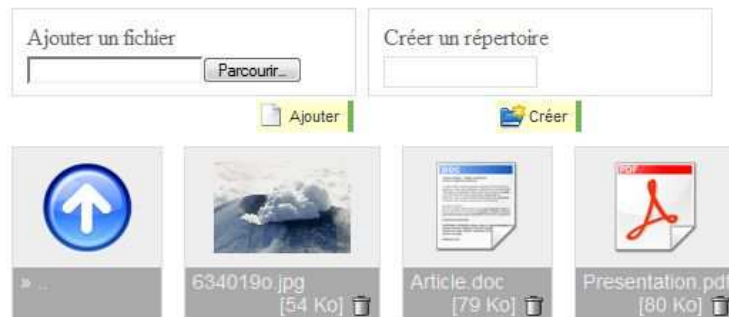 Ajouter un fichier
Parcourir...
Ajouter
Créer un répertoire
Créer
» ..
634019o.jpg
[54 Ko]
DOC
Article.doc
[79 Ko]
PDF
Presentation.pdf
[80 Ko]